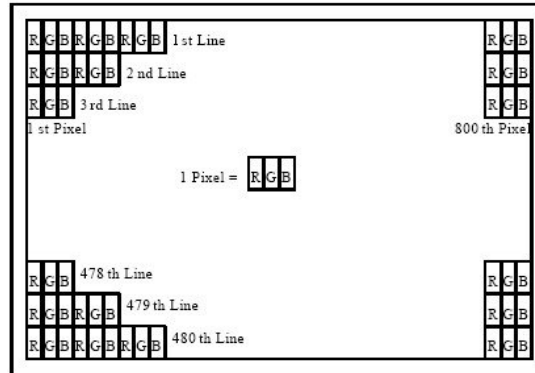 R G B R G B R G B 1 st Line R G B
R G B R G B 2 nd Line R G B
R G B 3 rd Line R G B
1 st Pixel 800 th Pixel
1 Pixel = R G B
R G B 478 th Line R G B
R G B R G B 479 th Line R G B
R G B R G B R G B 480 th Line R G B